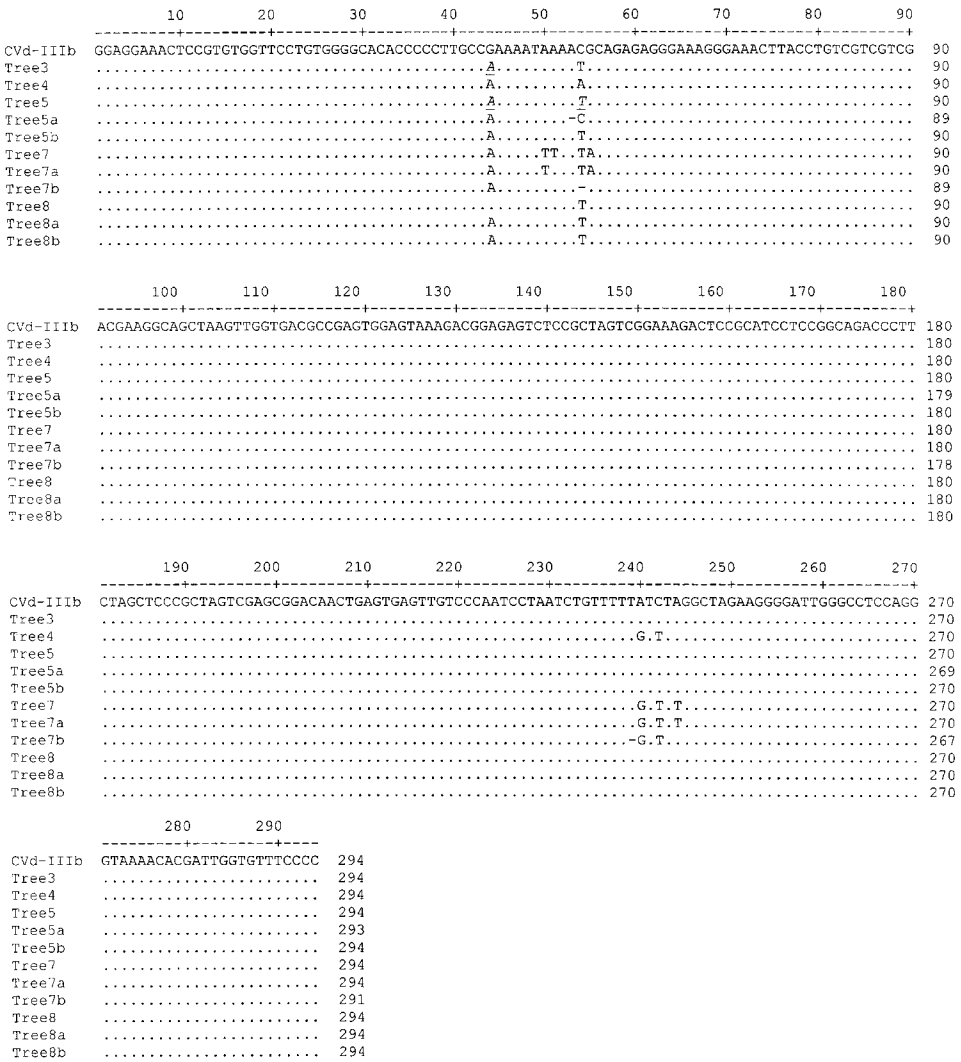 10 20 30 40 50 60 70 80 90
---------+---------+---------+---------+---------+---------+---------+---------+---------+
CVd-IIIb GGAGGAAACTCCGTGTGGTTCCTGTGGGGCACACCCCCTTGCCGAAAATAAAACGCAGAGAGGGAAAGGGAAACTTACCTGTCGTCGTCG 90
Tree3 ...........................................A.........T.................................... 90
Tree4 ...........................................A.........A.................................... 90
Tree5 ...........................................A.........T.................................... 90
Tree5a ...........................................A........-C.................................... 89
Tree5b ...........................................A.........T.................................... 90
Tree7 ...........................................A.....TT..TA................................... 90
Tree7a ...........................................A.....T...TA................................... 90
Tree7b ...........................................A.........-.................................... 89
Tree8 .....................................................T.................................... 90
Tree8a ...........................................A.........T.................................... 90
Tree8b ...........................................A.........T.................................... 90
100 110 120 130 140 150 160 170 180
---------+---------+---------+---------+---------+---------+---------+---------+---------+
CVd-IIIb ACGAAGGCAGCTAAGTTGGTGACGCCGAGTGGAGTAAAGACGGAGAGTCTCCGCTAGTCGGAAAGACTCCGCATCCTCCGGCAGACCCTT 180
Tree3 .......................................................................................... 180
Tree4 .......................................................................................... 180
Tree5 .......................................................................................... 180
Tree5a .......................................................................................... 179
Tree5b .......................................................................................... 180
Tree7 .......................................................................................... 180
Tree7a .......................................................................................... 180
Tree7b .......................................................................................... 178
Tree8 .......................................................................................... 180
Tree8a .......................................................................................... 180
Tree8b .......................................................................................... 180
190 200 210 220 230 240 250 260 270
---------+---------+---------+---------+---------+---------+---------+---------+---------+
CVd-IIIb CTAGCTCCCGCTAGTCGAGCGGACAACTGAGTGAGTTGTCCCAATCCTAATCTGTTTTTATCTAGGCTAGAAGGGGATTGGGCCTCCAGG 270
Tree3 .......................................................................................... 270
Tree4 ...........................................................G.T............................ 270
Tree5 .......................................................................................... 270
Tree5a .......................................................................................... 269
Tree5b .......................................................................................... 270
Tree7 ...........................................................G.T.T.......................... 270
Tree7a ...........................................................G.T.T.......................... 270
Tree7b ..........................................................-G.T............................ 267
Tree8 .......................................................................................... 270
Tree8a .......................................................................................... 270
Tree8b .......................................................................................... 270
280 290
---------+---------+----
CVd-IIIb GTAAAACACGATTGGTGTTTCCCC 294
Tree3 ........................ 294
Tree4 ........................ 294
Tree5 ........................ 294
Tree5a ........................ 293
Tree5b ........................ 294
Tree7 ........................ 294
Tree7a ........................ 294
Tree7b ........................ 291
Tree8 ........................ 294
Tree8a ........................ 294
Tree8b ........................ 294